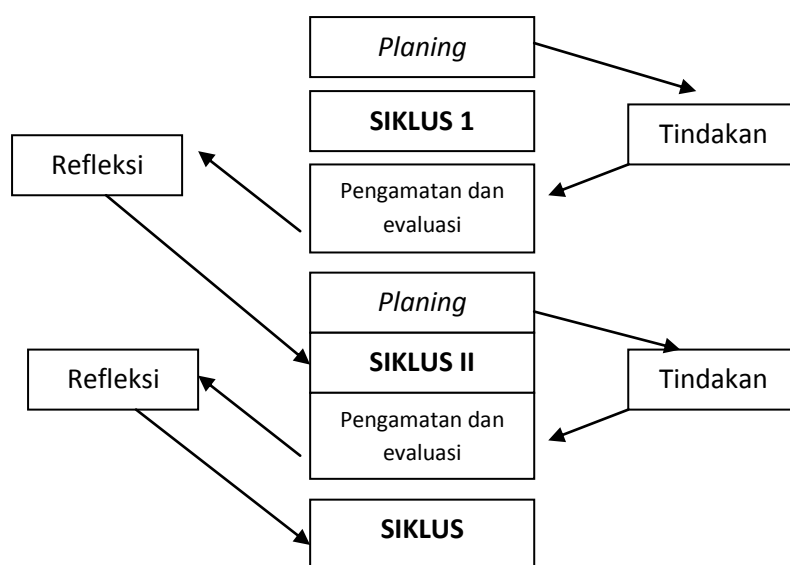 Planing
SIKLUS 1
Tindakan
Refleksi
Pengamatan dan
evaluasi
Planing
SIKLUS II
Refleksi
Tindakan
Pengamatan dan
evaluasi
SIKLUS